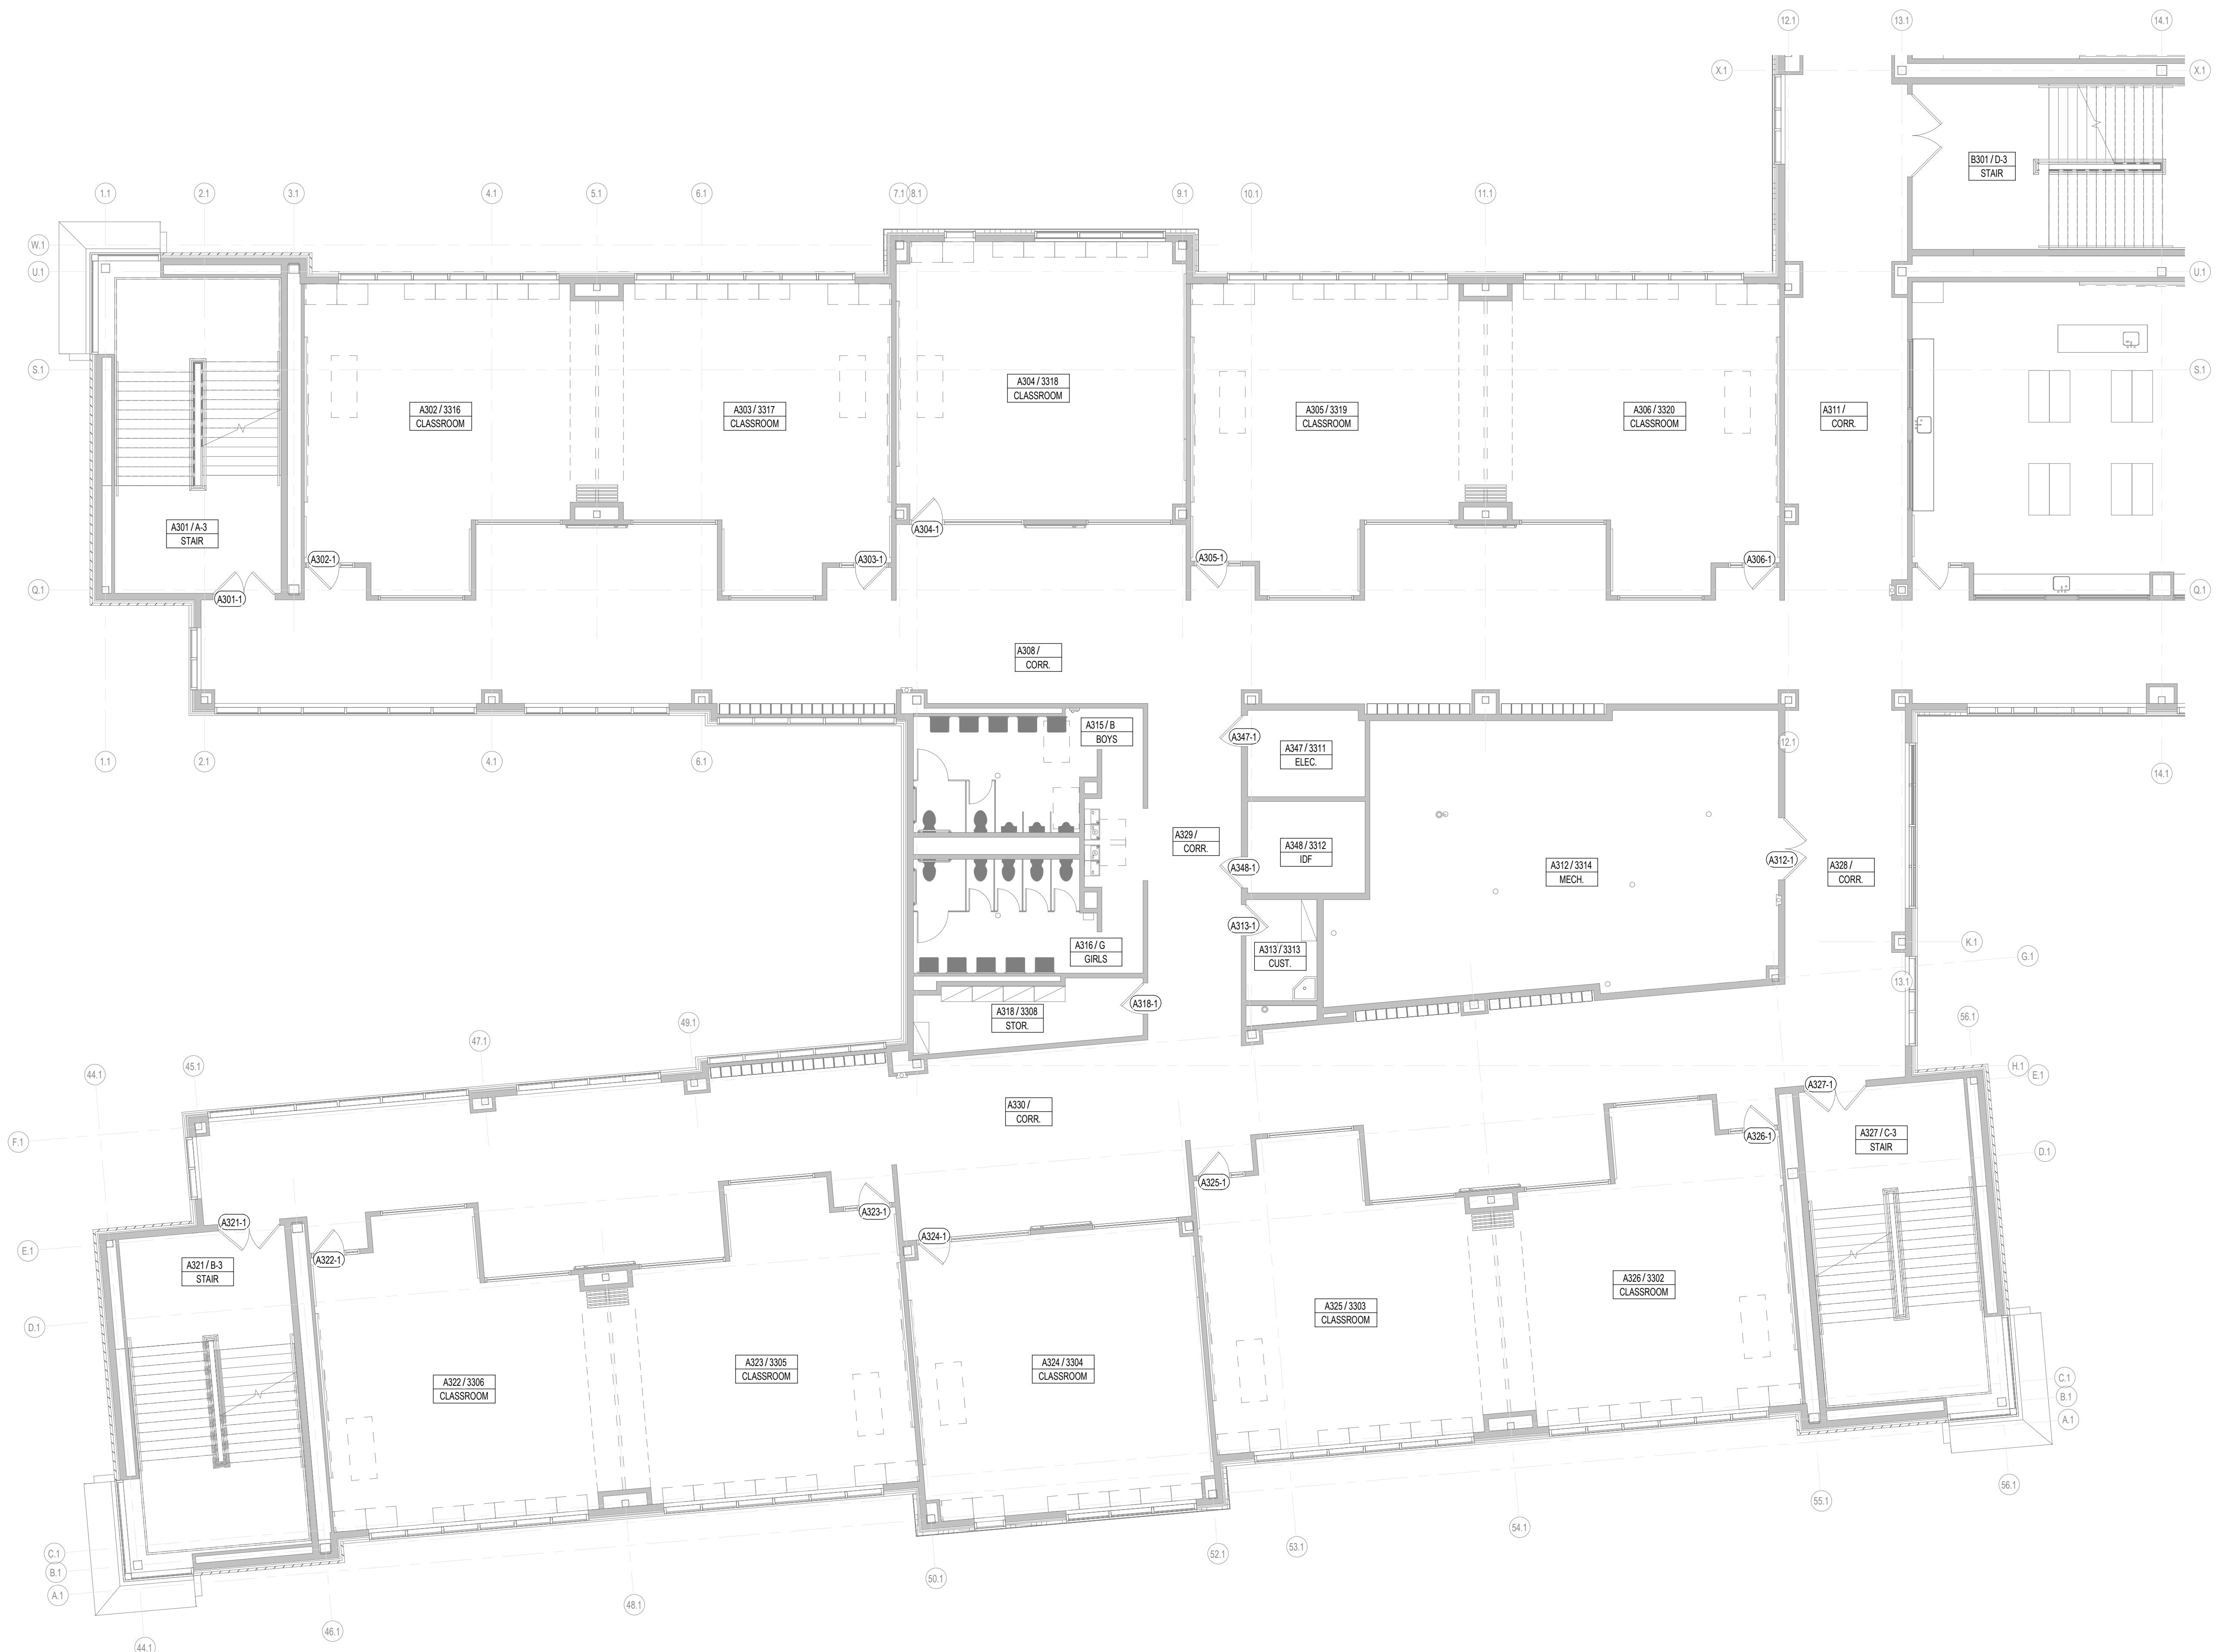 12.1
13.1
14.1
X.1
X.1
B301 / D-3
STAIR
1.1
2.1
3.1
4.1
5.1
6.1
7.1
8.1
9.1
10.1
11.1
W.1
U.1
U.1
S.1
S.1
A304 / 3318
CLASSROOM
A302 / 3316
CLASSROOM
A303 / 3317
CLASSROOM
A305 / 3319
CLASSROOM
A306 / 3320
CLASSROOM
A311 /
CORR.
A301 / A-3
STAIR
A304-1
A302-1
A303-1
A305-1
A306-1
Q.1
A301-1
Q.1
A308 /
CORR.
A315 / B
BOYS
A347-1
A347 / 3311
ELEC.
12.1
1.1
2.1
4.1
6.1
14.1
A329 /
CORR.
A348 / 3312
IDF
A348-1
A312 / 3314
MECH.
A312-1
A328 /
CORR.
A313-1
A316 / G
GIRLS
A313 / 3313
CUST.
K.1
G.1
13.1
A318-1
A318 / 3308
STOR.
56.1
49.1
47.1
45.1
44.1
H.1
E.1
A327-1
A330 /
CORR.
F.1
A326-1
A327 / C-3
STAIR
D.1
A325-1
A323-1
A321-1
A324-1
E.1
A322-1
A321 / B-3
STAIR
A326 / 3302
CLASSROOM
A325 / 3303
CLASSROOM
D.1
A323 / 3305
CLASSROOM
A324 / 3304
CLASSROOM
A322 / 3306
CLASSROOM
C.1
B.1
A.1
56.1
55.1
54.1
53.1
52.1
C.1
B.1
50.1
A.1
48.1
46.1
44.1